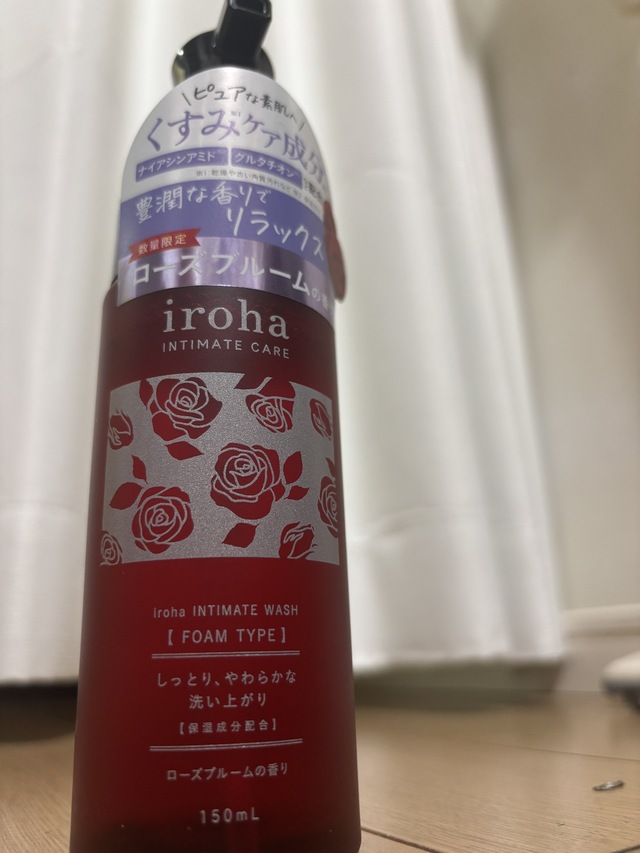 ピュアな素肌へ
くすみ※1ケア成分
ナイアシンアミド グルタチオン
豊潤な香りで
リラックス
数量限定
ローズブルームの香
iroha
INTIMATE CARE
iroha INTIMATE WASH
【 FOAM TYPE 】
しっとり、やわらかな
洗い上がり
【保湿成分配合】
ローズブルームの香り
150mL